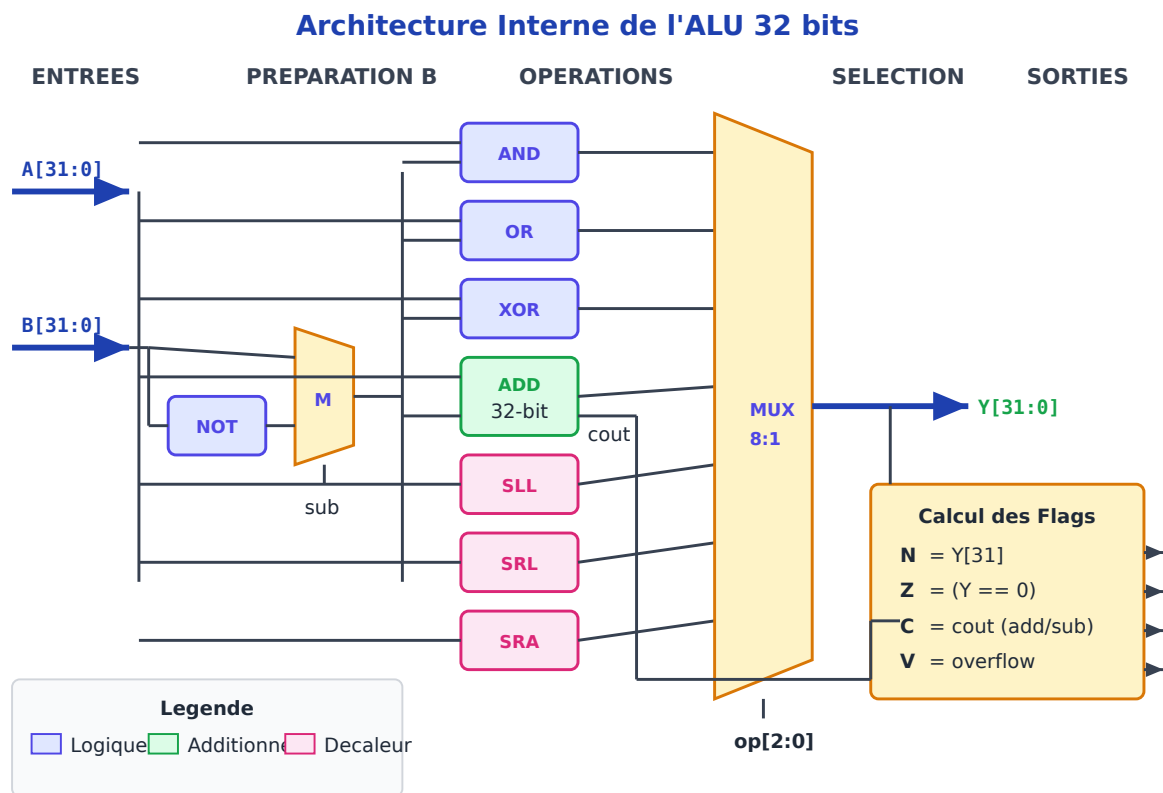 Architecture Interne de l'ALU 32 bits
ENTREES
PREPARATION B
OPERATIONS
SELECTION
SORTIES
A[31:0]
B[31:0]
NOT
M
sub
AND
OR
XOR
ADD
32-bit
cout
SLL
SRL
SRA
MUX
8:1
op[2:0]
Y[31:0]
Calcul des Flags
N = Y[31]
Z = (Y == 0)
C = cout (add/sub)
V = overflow
Legende
Logique
Additionne
Decaleur